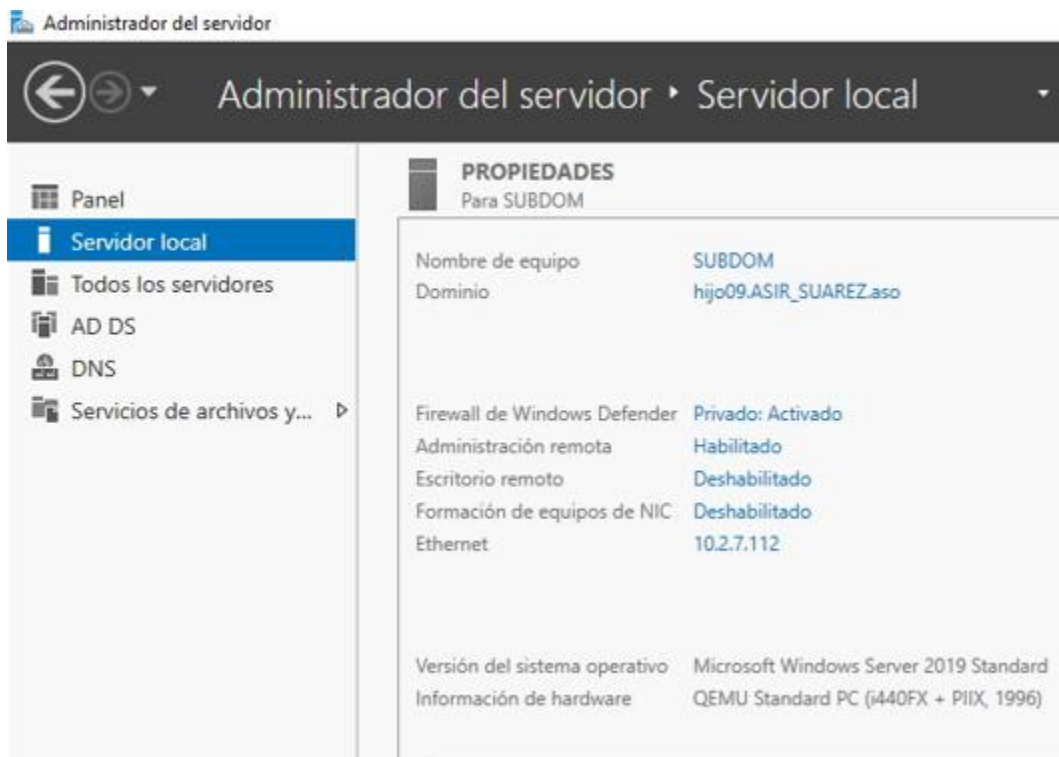 Administrador del servidor
Administrador del servidor ‣ Servidor local
Panel
Servidor local
Todos los servidores
AD DS
DNS
Servicios de archivos y...
PROPIEDADES
Para SUBDOM
Nombre de equipo SUBDOM
Dominio hijo09.ASIR_SUAREZ.aso
Firewall de Windows Defender Privado: Activado
Administración remota Habilitado
Escritorio remoto Deshabilitado
Formación de equipos de NIC Deshabilitado
Ethernet 10.2.7.112
Versión del sistema operativo Microsoft Windows Server 2019 Standard
Información de hardware QEMU Standard PC (i440FX + PIIX, 1996)